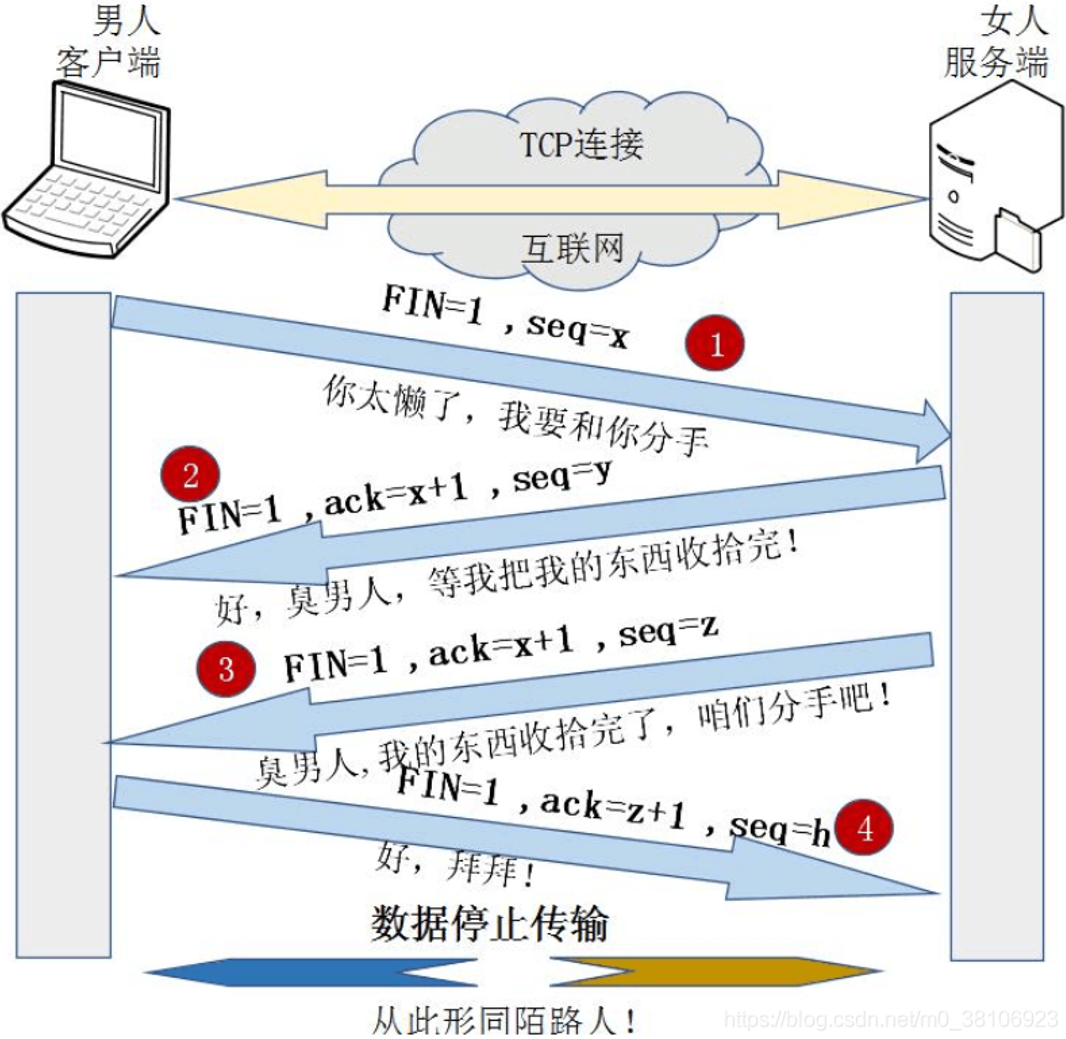 男人
客户端
女人
服务端
TCP连接
互联网
FIN=1 ,seq=x
1
你太懒了，我要和你分手
2
FIN=1 ,ack=x+1 ,seq=y
好，臭男人，等我把我的东西收拾完！
3
FIN=1 ,ack=x+1 ,seq=z
臭男人,我的东西收拾完了，咱们分手吧！
FIN=1 ,ack=z+1 ,seq=h
4
好，拜拜！
数据停止传输
从此形同陌路人！
https://blog.csdn.net/m0_38106923